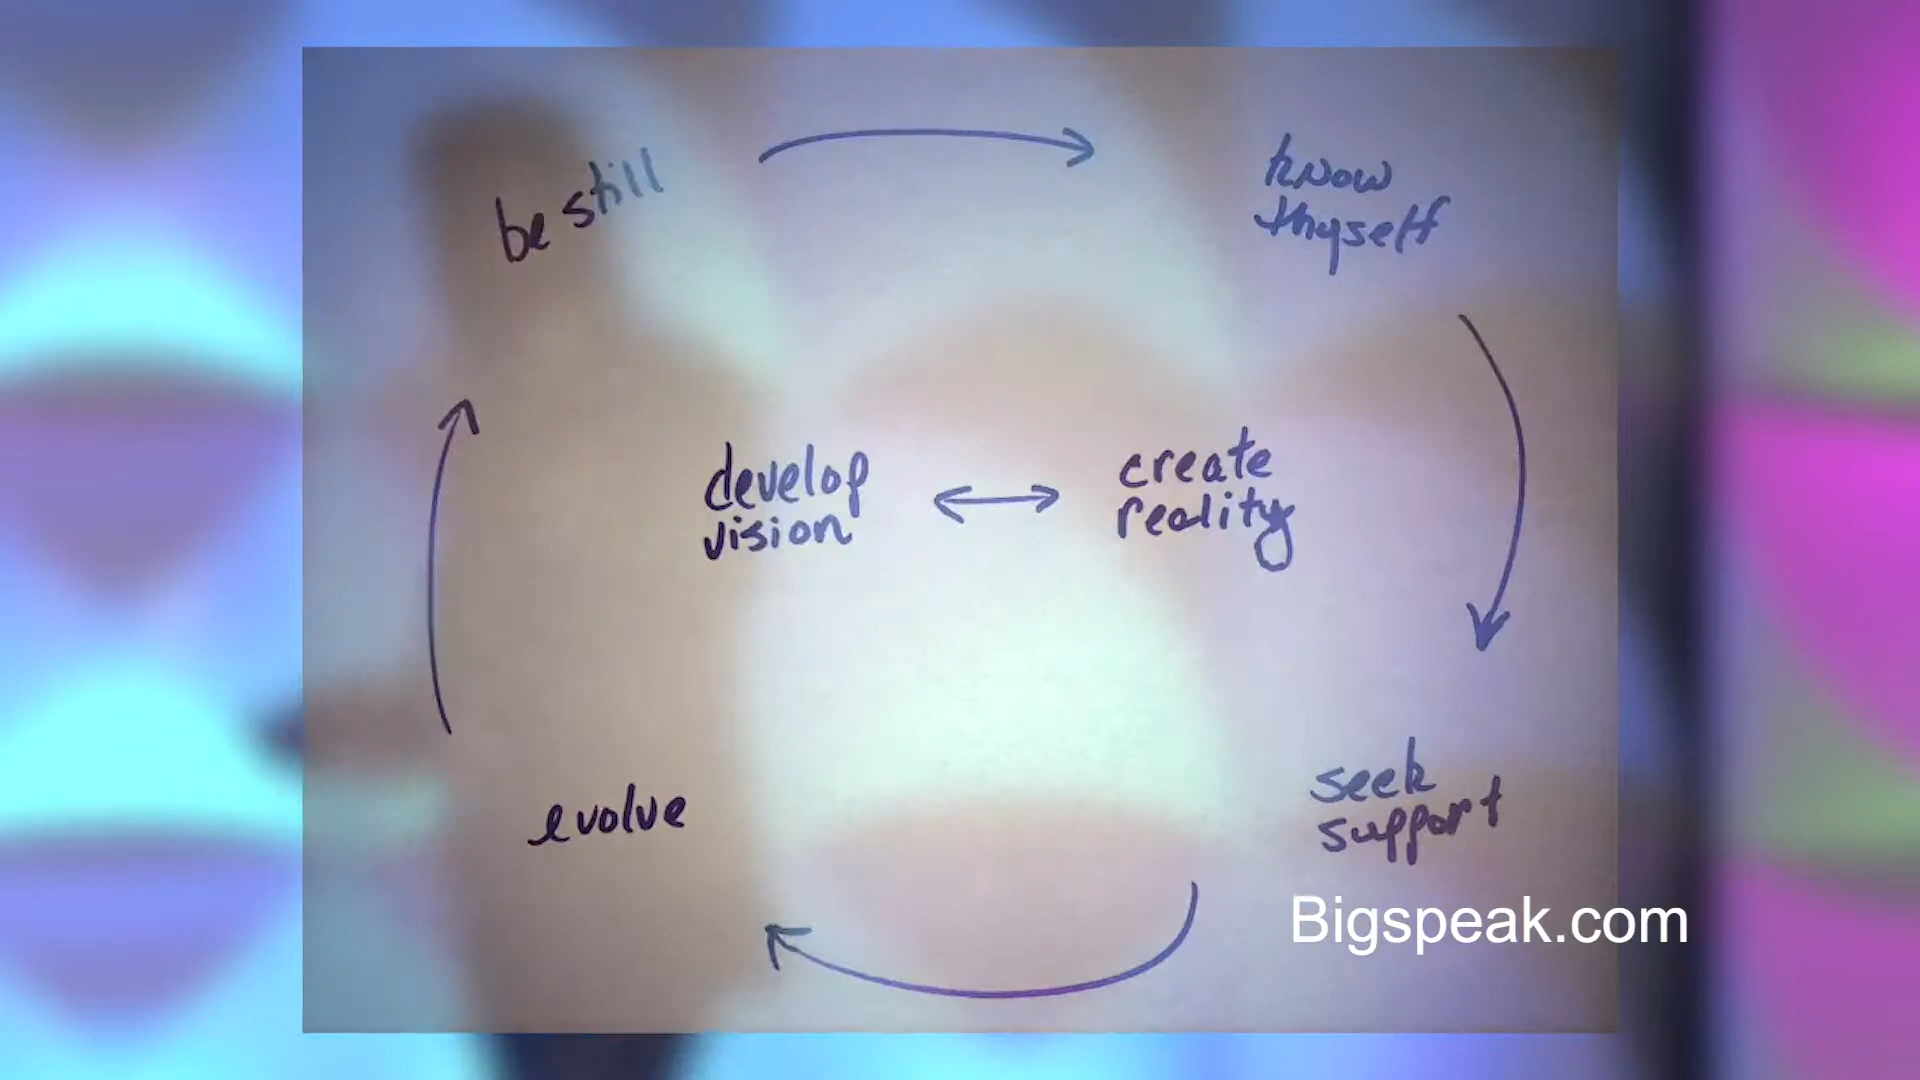 be still
know
thyself
develop
vision
create
reality
evolve
seek
support
Bigspeak.com